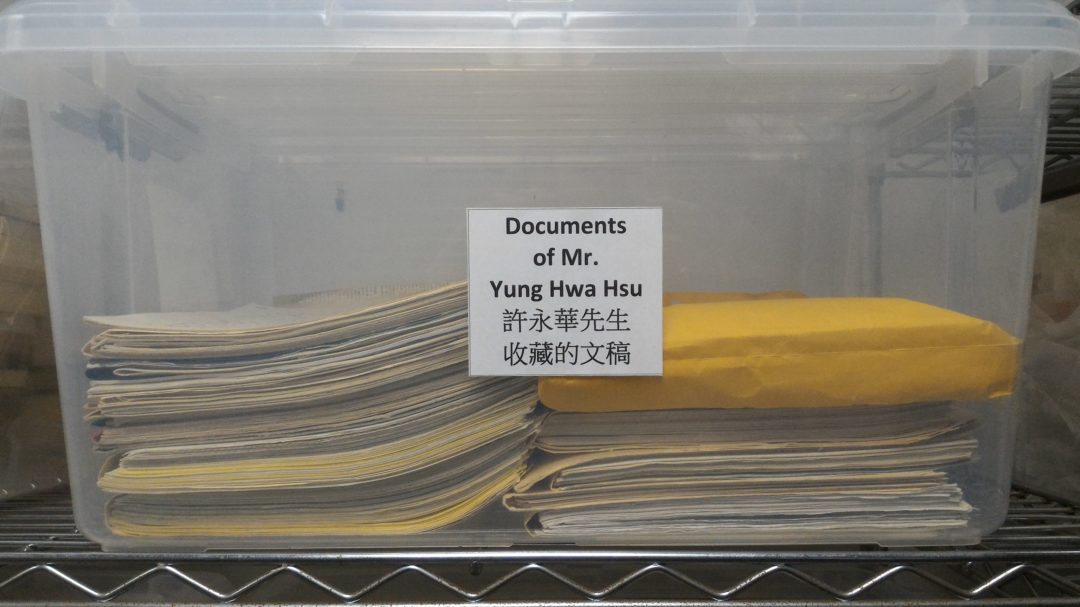 Documents
of Mr.
Yung Hwa Hsu
許永華先生
收藏的文稿